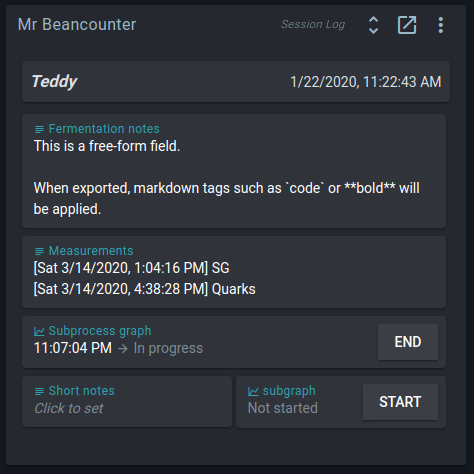 Mr Beancounter Session Log
Teddy 1/22/2020, 11:22:43 AM
Fermentation notes
This is a free-form field.
When exported, markdown tags such as `code` or **bold** will
be applied.
Measurements
[Sat 3/14/2020, 1:04:16 PM] SG
[Sat 3/14/2020, 4:38:28 PM] Quarks
Subprocess graph
11:07:04 PM → In progress
END
Short notes
Click to set
subgraph
Not started
START